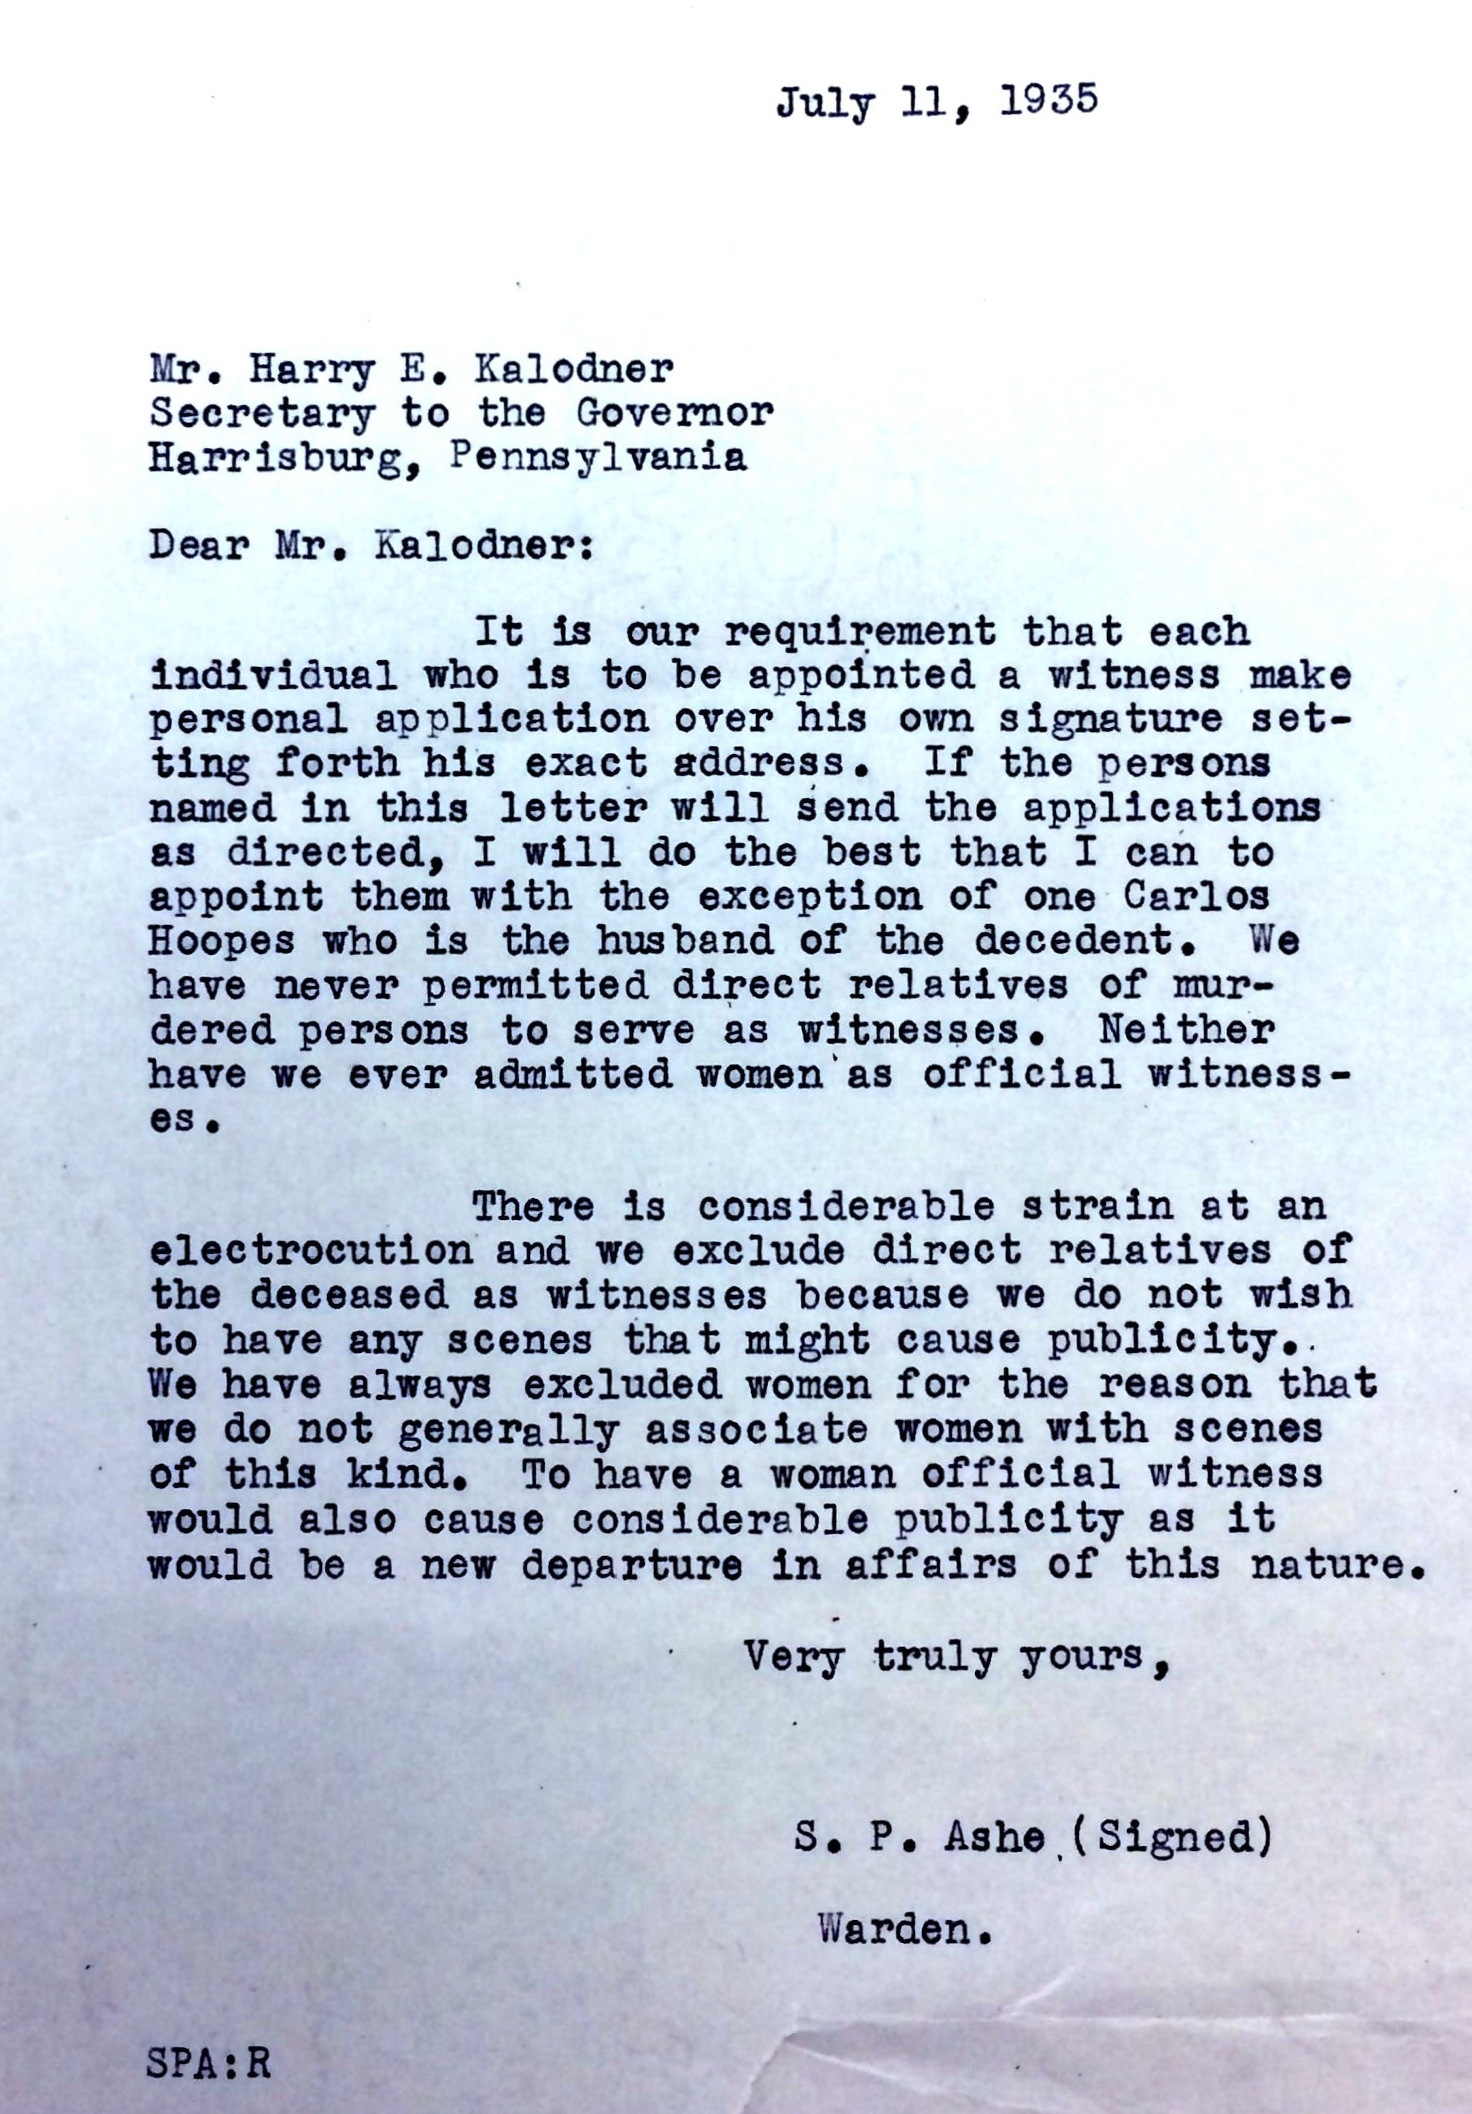 July 11, 1935
Mr. Harry E. Kalodner
Secretary to the Governor
Harrisburg, Pennsylvania
Dear Mr. Kalodner:
It is our requirement that each
individual who is to be appointed a witness make
personal application over his own signature set-
ting forth his exact address. If the persons
named in this letter will send the applications
as directed, I will do the best that I can to
appoint them with the exception of one Carlos
Hoopes who is the husband of the decedent. We
have never permitted direct relatives of mur-
dered persons to serve as witnesses. Neither
have we ever admitted women as official witness-
es.
There is considerable strain at an
electrocution and we exclude direct relatives of
the deceased as witnesses because we do not wish
to have any scenes that might cause publicity.
We have always excluded women for the reason that
we do not generally associate women with scenes
of this kind. To have a woman official witness
would also cause considerable publicity as it
would be a new departure in affairs of this nature.
Very truly yours,
S. P. Ashe (Signed)
Warden.
SPA:R